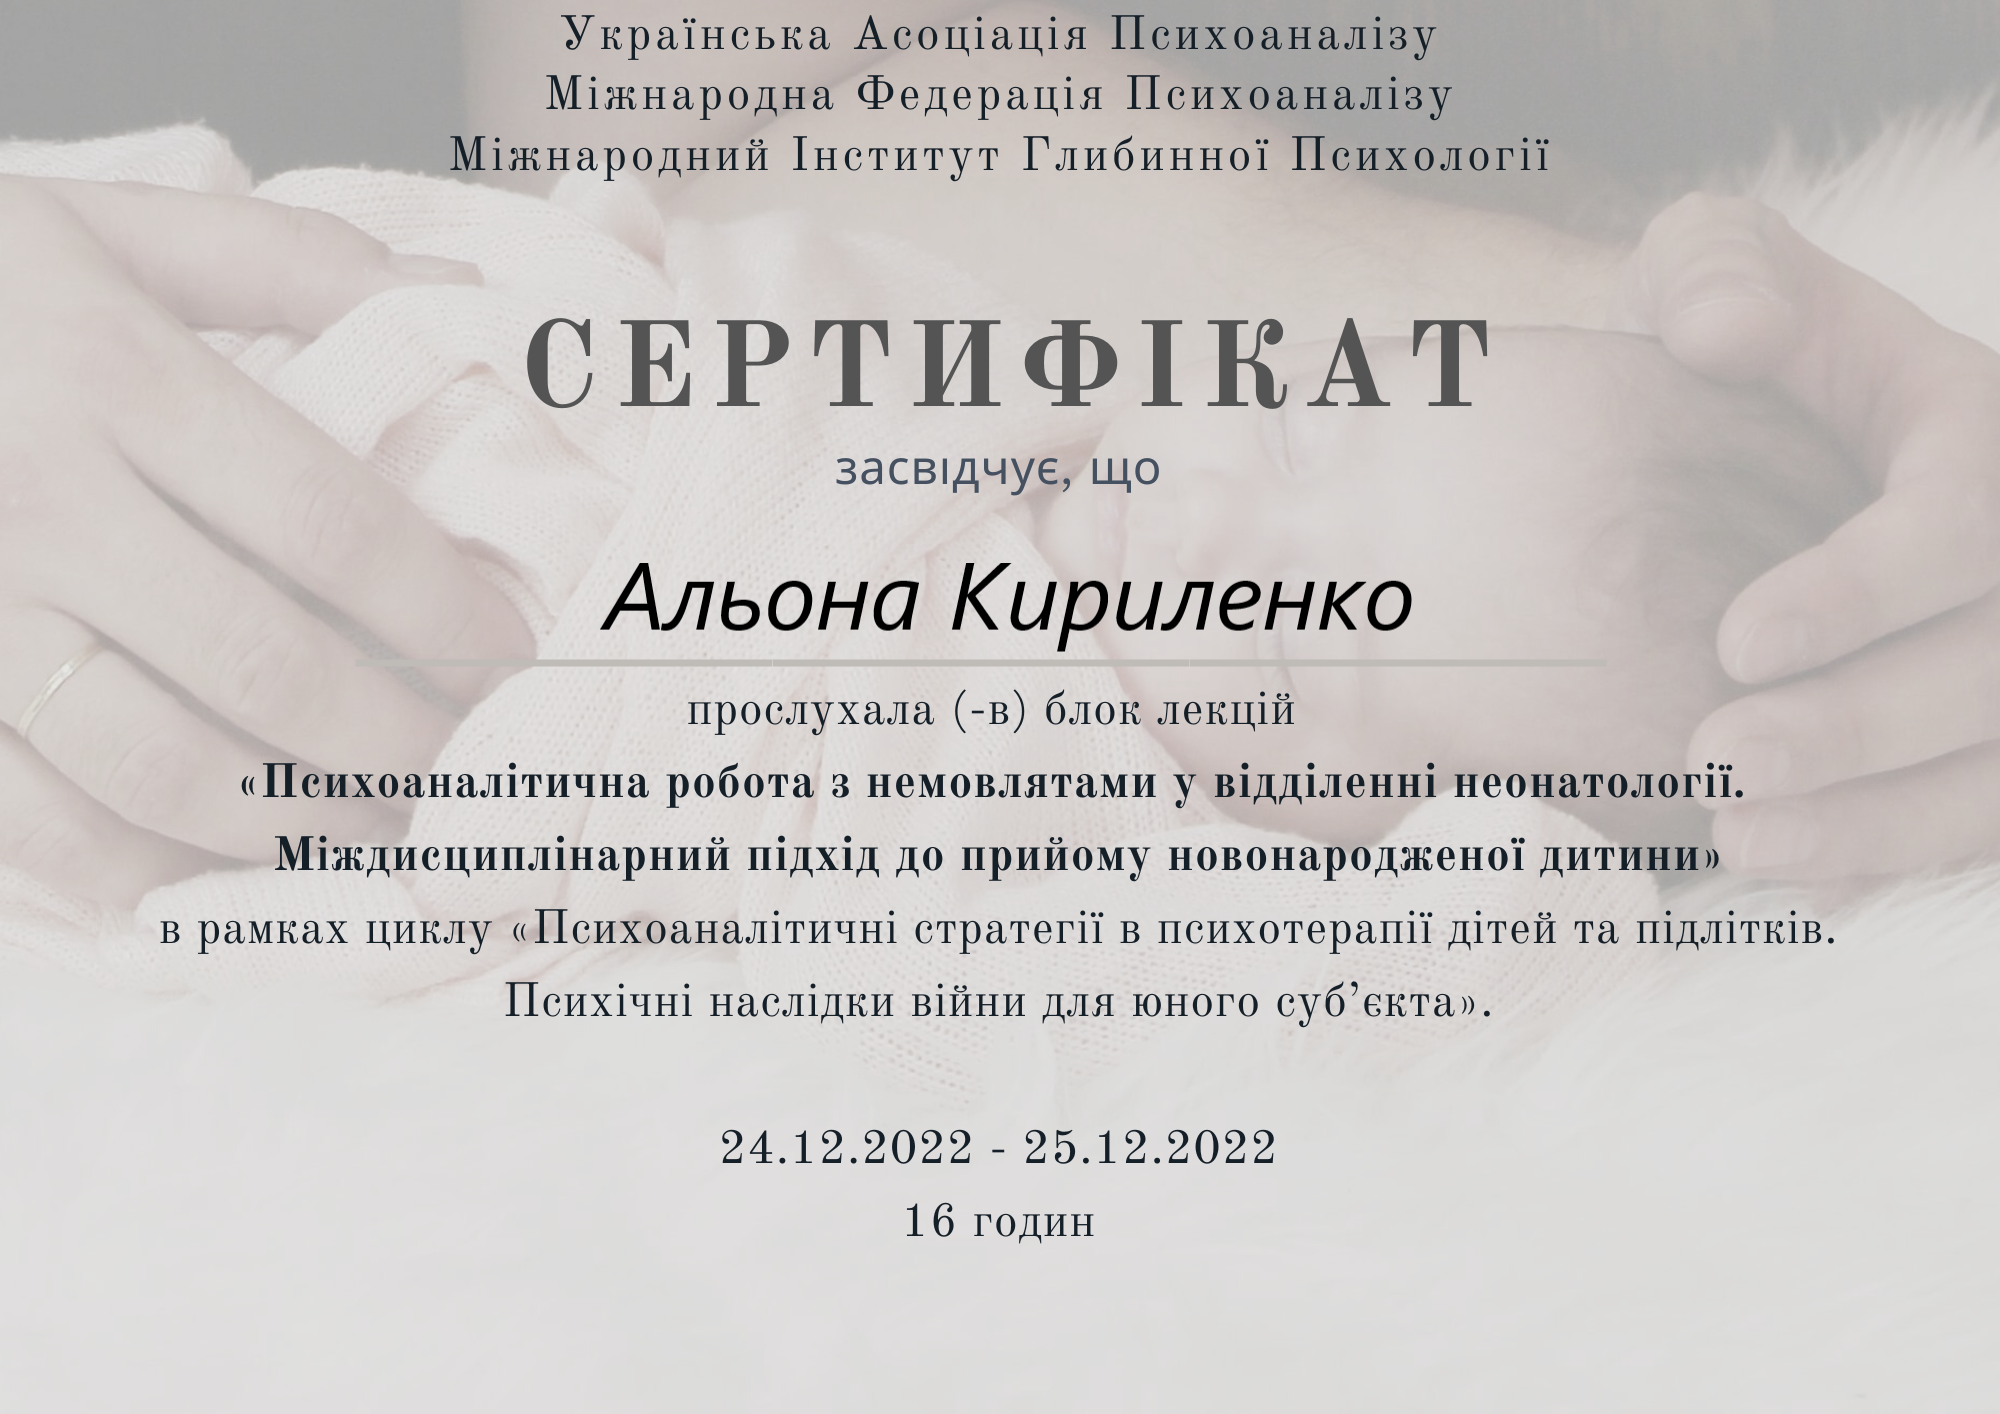 Українська Асоціація Психоаналізу
Міжнародна Федерація Психоаналізу
Міжнародний Інститут Глибинної Психології
СЕРТИФІКАТ
засвідчує, що
Альона Кириленко
прослухала (-в) блок лекцій
«Психоаналітична робота з немовлятами у відділенні неонатології.
Міждисциплінарний підхід до прийому новонародженої дитини»
в рамках циклу «Психоаналітичні стратегії в психотерапії дітей та підлітків.
Психічні наслідки війни для юного суб’єкта».
24.12.2022 - 25.12.2022
16 годин